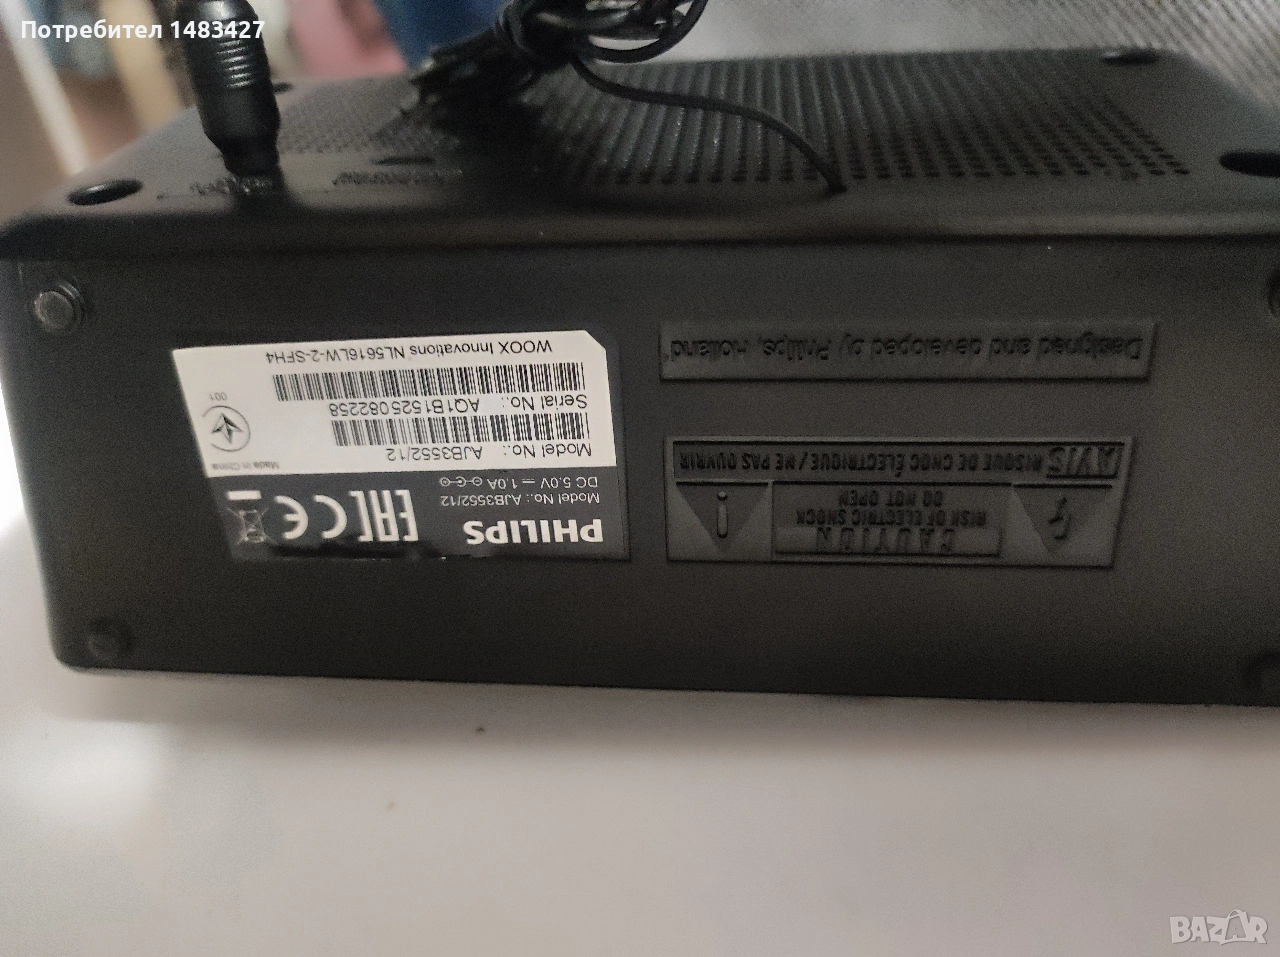 Потребител 1483427
PHILIPS
Model No.: AJB3552/12
DC 5.0V 1.0A
Model No.: AJB3552/12
Made in China
Serial No.: AQ1B1525082258
001
WOOX Innovations NL5616LW-2-SFH4
CAUTION
RISK OF ELECTRIC SHOCK
DO NOT OPEN
AVIS RISQUE DE CHOC ÉLECTRIQUE/NE PAS OUVRIR
Designed and developed by Philips, Holland
BAZAR